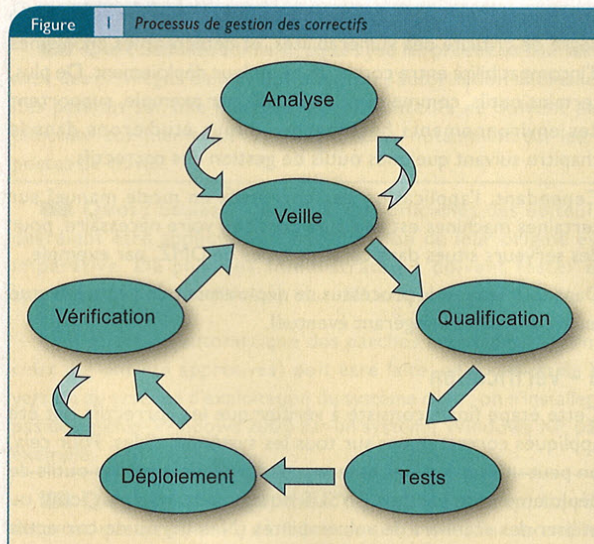 Figure 1 Processus de gestion des correctifs
Analyse
Veille
Vérification
Qualification
Déploiement
Tests